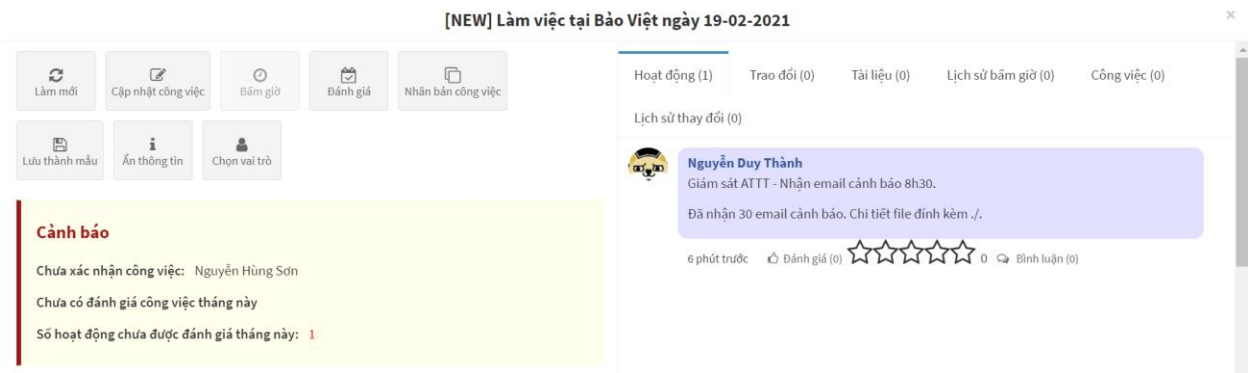 [NEW] Làm việc tại Bảo Việt ngày 19-02-2021
×
Làm mới
Cập nhật công việc
Bấm giờ
Đánh giá
Nhân bản công việc
Lưu thành mẫu
Ẩn thông tin
Chọn vai trò
Cảnh báo
Chưa xác nhận công việc: Nguyễn Hùng Sơn
Chưa có đánh giá công việc tháng này
Số hoạt động chưa được đánh giá tháng này: 1
Hoạt động (1) Trao đổi (0) Tài liệu (0) Lịch sử bấm giờ (0) Công việc (0)
Lịch sử thay đổi (0)
Nguyễn Duy Thành
Giám sát ATTT - Nhận email cảnh báo 8h30.
Đã nhận 30 email cảnh báo. Chi tiết file đính kèm ./.
6 phút trước Đánh giá (0) 0 Bình luận (0)